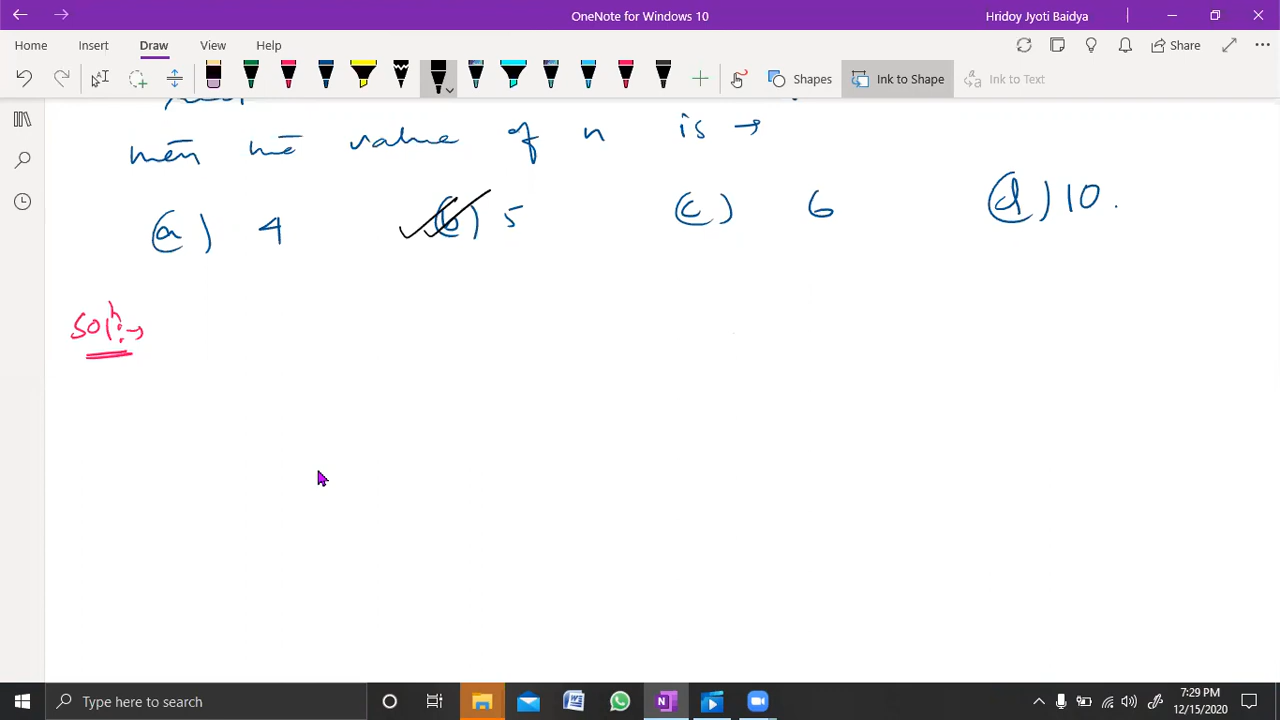 OneNote for Windows 10
Hridoy Jyoti Baidya
Home Insert Draw View Help
Share
Shapes
Ink to Shape
Ink to Text
then the value of n is →
(a) 4 (b) 5 (c) 6 (d) 10.
Solⁿ:→
Type here to search
7:29 PM
12/15/2020